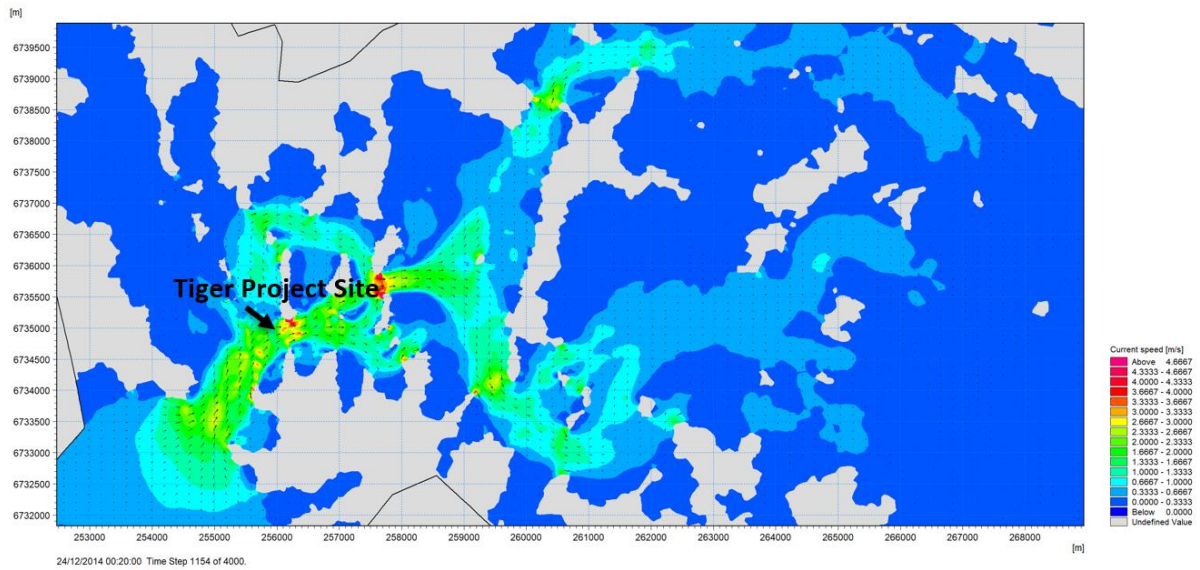 [m]
6739500
6739000
6738500
6738000
6737500
6737000
6736500
6736000
6735500
6735000
6734500
6734000
6733500
6733000
6732500
6732000
Tiger Project Site
253000 254000 255000 256000 257000 258000 259000 260000 261000 262000 263000 264000 265000 266000 267000 268000
[m]
24/12/2014 00:20:00 Time Step 1154 of 4000.
Current speed [m/s]
Above 4.6667
4.3333 - 4.6667
4.0000 - 4.3333
3.6667 - 4.0000
3.3333 - 3.6667
3.0000 - 3.3333
2.6667 - 3.0000
2.3333 - 2.6667
2.0000 - 2.3333
1.6667 - 2.0000
1.3333 - 1.6667
1.0000 - 1.3333
0.6667 - 1.0000
0.3333 - 0.6667
0.0000 - 0.3333
Below 0.0000
Undefined Value